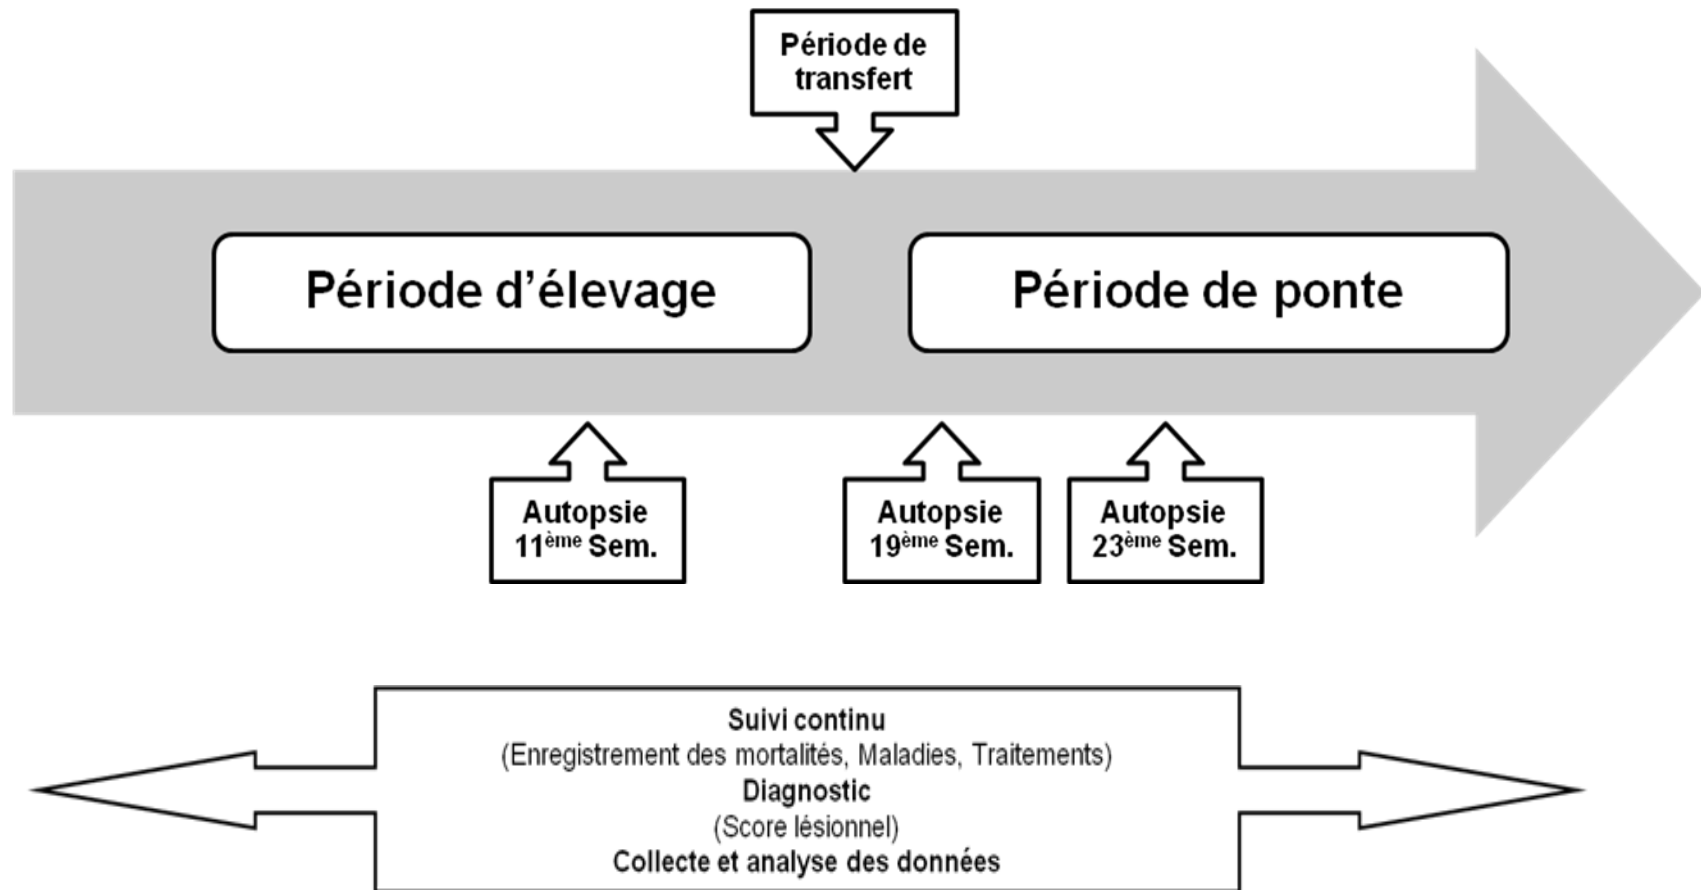 Période de
transfert
Période d’élevage
Période de ponte
Autopsie
11ème Sem.
Autopsie
19ème Sem.
Autopsie
23ème Sem.
Suivi continu
(Enregistrement des mortalités, Maladies, Traitements)
Diagnostic
(Score lésionnel)
Collecte et analyse des données